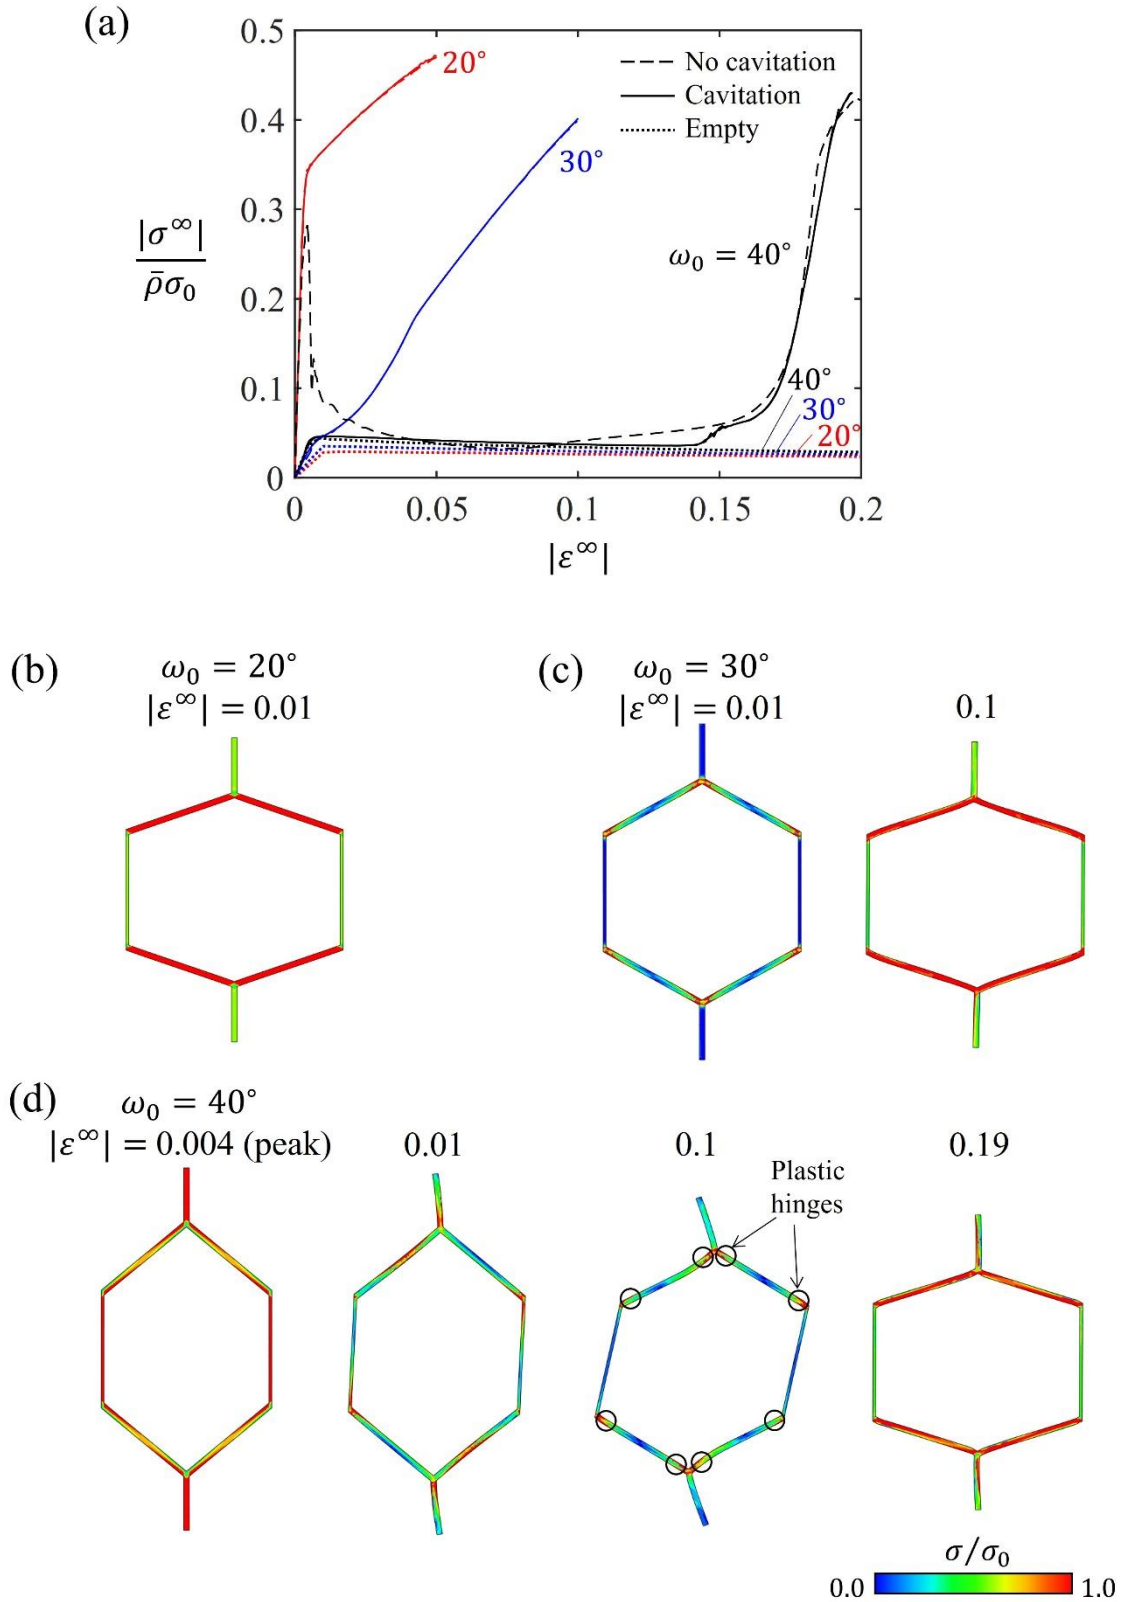 (a)
0.5
0.4
0.3
0.2
0.1
0
|σ^∞|
ρ̄σ₀
No cavitation
Cavitation
Empty
20°
30°
ω₀ = 40°
40°
30°
20°
0 0.05 0.1 0.15 0.2
|ε^∞|
(b)
ω₀ = 20°
|ε^∞| = 0.01
(c)
ω₀ = 30°
|ε^∞| = 0.01 0.1
(d)
ω₀ = 40°
|ε^∞| = 0.004 (peak) 0.01 0.1 0.19
Plastic
hinges
σ/σ₀
0.0 1.0